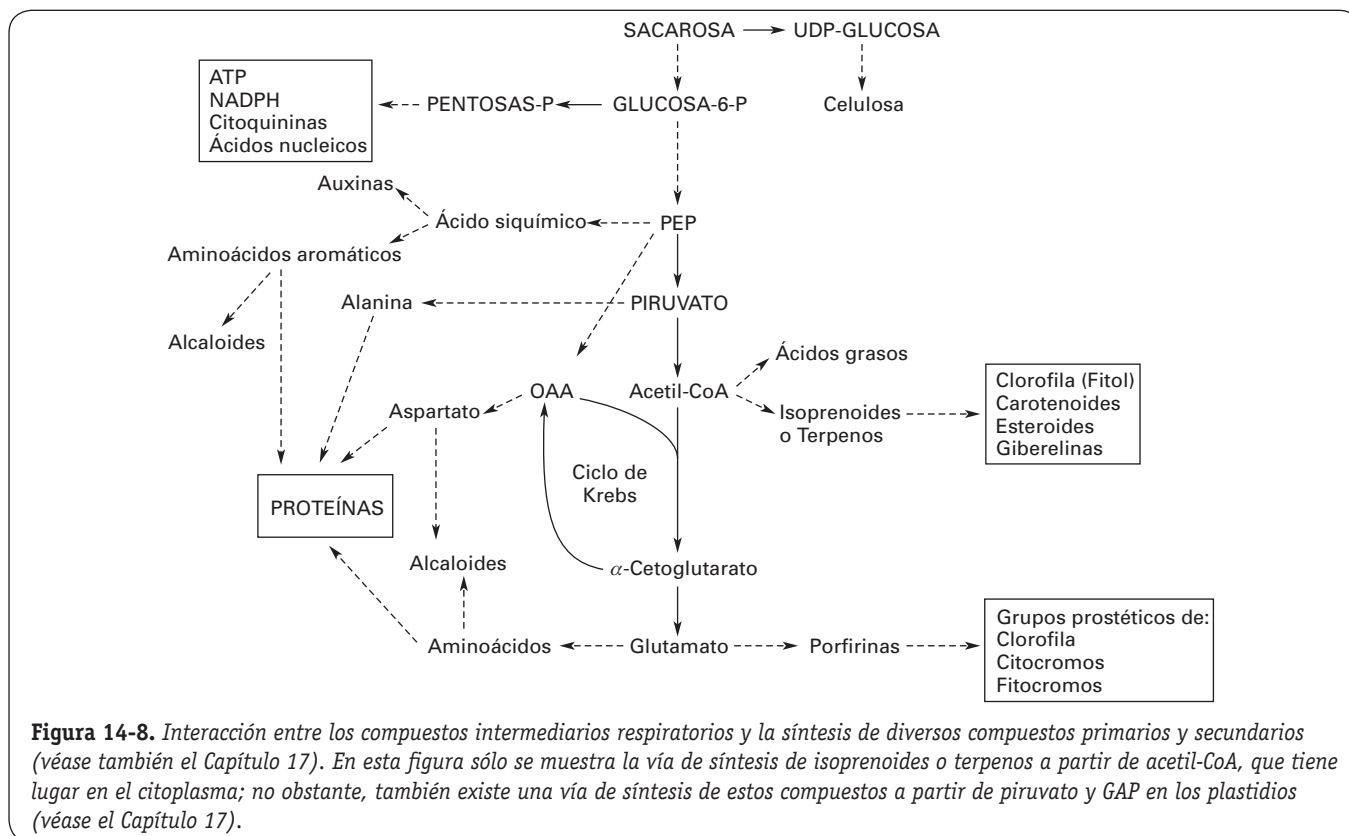 SACAROSA UDP-GLUCOSA
ATP
NADPH
Citoquininas
Ácidos nucleicos
PENTOSAS-P GLUCOSA-6-P Celulosa
Auxinas
Ácido siquímico PEP
Aminoácidos aromáticos
Alanina PIRUVATO
Alcaloides
Ácidos grasos
OAA Acetil-CoA
Aspartato
Isoprenoides
o Terpenos
Clorofila (Fitol)
Carotenoides
Esteroides
Giberelinas
Ciclo de
Krebs
PROTEÍNAS
Alcaloides
α-Cetoglutarato
Aminoácidos Glutamato Porfirinas
Grupos prostéticos de:
Clorofila
Citocromos
Fitocromos
Figura 14-8. Interacción entre los compuestos intermediarios respiratorios y la síntesis de diversos compuestos primarios y secundarios
(véase también el Capítulo 17). En esta figura sólo se muestra la vía de síntesis de isoprenoides o terpenos a partir de acetil-CoA, que tiene
lugar en el citoplasma; no obstante, también existe una vía de síntesis de estos compuestos a partir de piruvato y GAP en los plastidios
(véase el Capítulo 17).